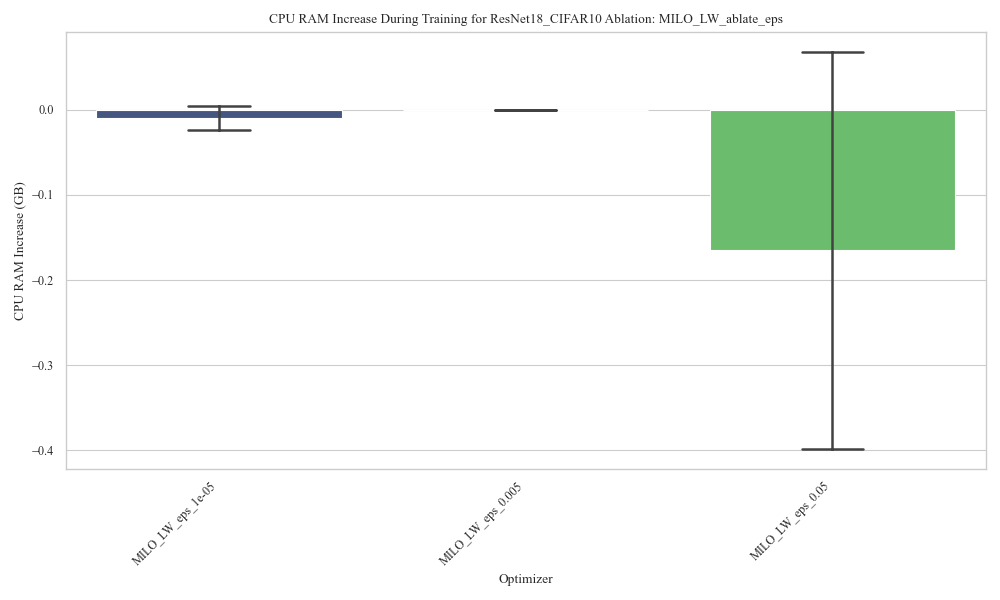 CPU RAM Increase During Training for ResNet18_CIFAR10 Ablation: MILO_LW_ablate_eps
CPU RAM Increase (GB)
0.0
−0.1
−0.2
−0.3
−0.4
MILO_LW_eps_1e-05
MILO_LW_eps_0.005
MILO_LW_eps_0.05
Optimizer